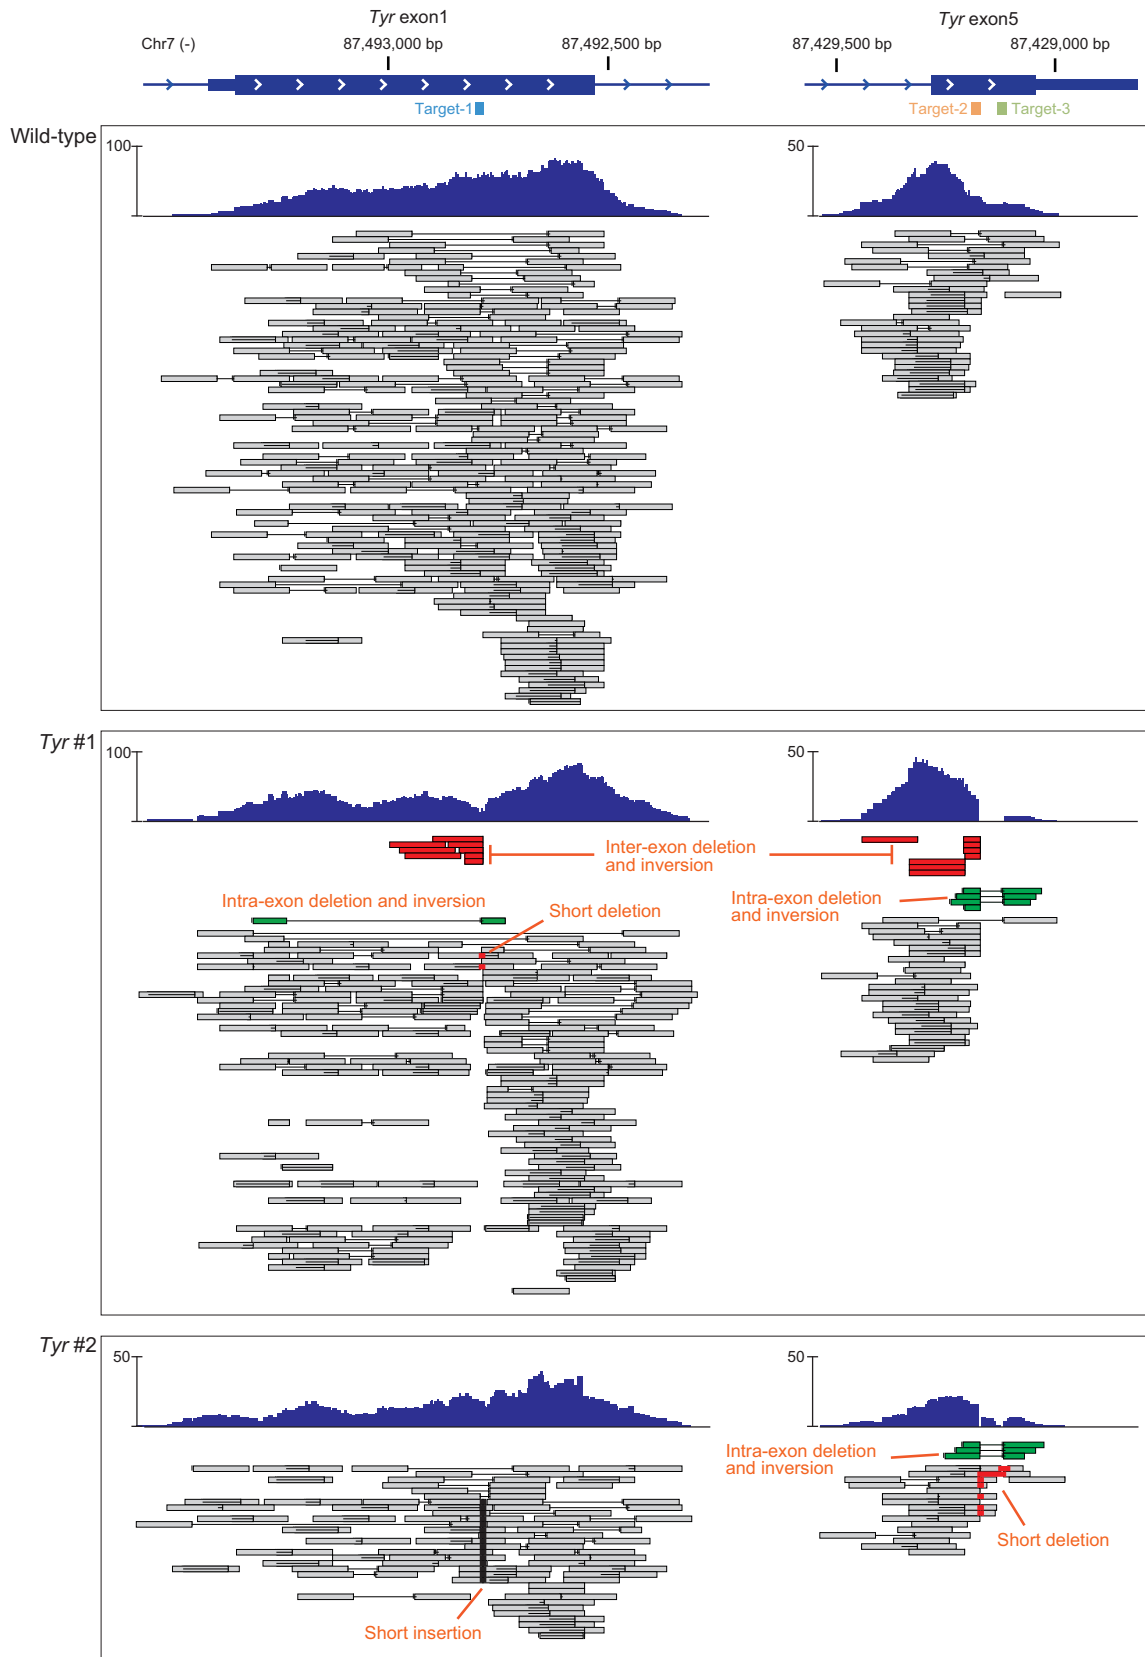 Tyr exon1
Tyr exon5
Chr7 (-)
87,493,000 bp
87,492,500 bp
87,429,500 bp
87,429,000 bp
Target-1
Target-2
Target-3
Wild-type
100
50
Tyr #1
100
50
Inter-exon deletion
and inversion
Intra-exon deletion and inversion
Short deletion
Intra-exon deletion
and inversion
Tyr #2
50
50
Intra-exon deletion
and inversion
Short deletion
Short insertion